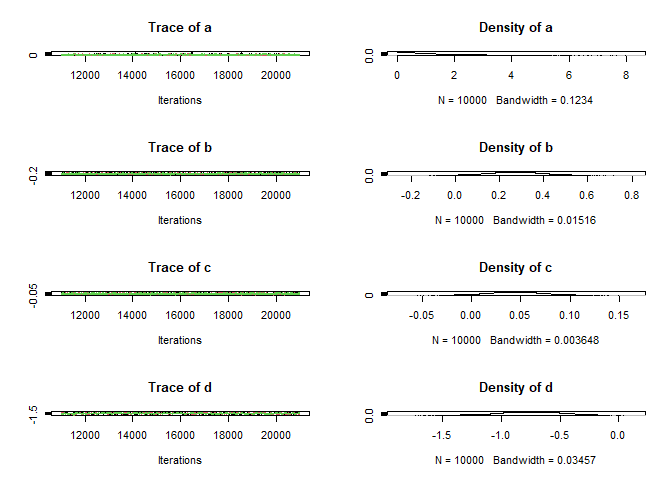 Trace of a
0
12000 14000 16000 18000 20000
Iterations
Density of a
0.0
0 2 4 6 8
N = 10000 Bandwidth = 0.1234
Trace of b
-0.2
12000 14000 16000 18000 20000
Iterations
Density of b
0.0
-0.2 0.0 0.2 0.4 0.6 0.8
N = 10000 Bandwidth = 0.01516
Trace of c
-0.05
12000 14000 16000 18000 20000
Iterations
Density of c
0
-0.05 0.00 0.05 0.10 0.15
N = 10000 Bandwidth = 0.003648
Trace of d
-1.5
12000 14000 16000 18000 20000
Iterations
Density of d
0.0
-1.5 -1.0 -0.5 0.0
N = 10000 Bandwidth = 0.03457